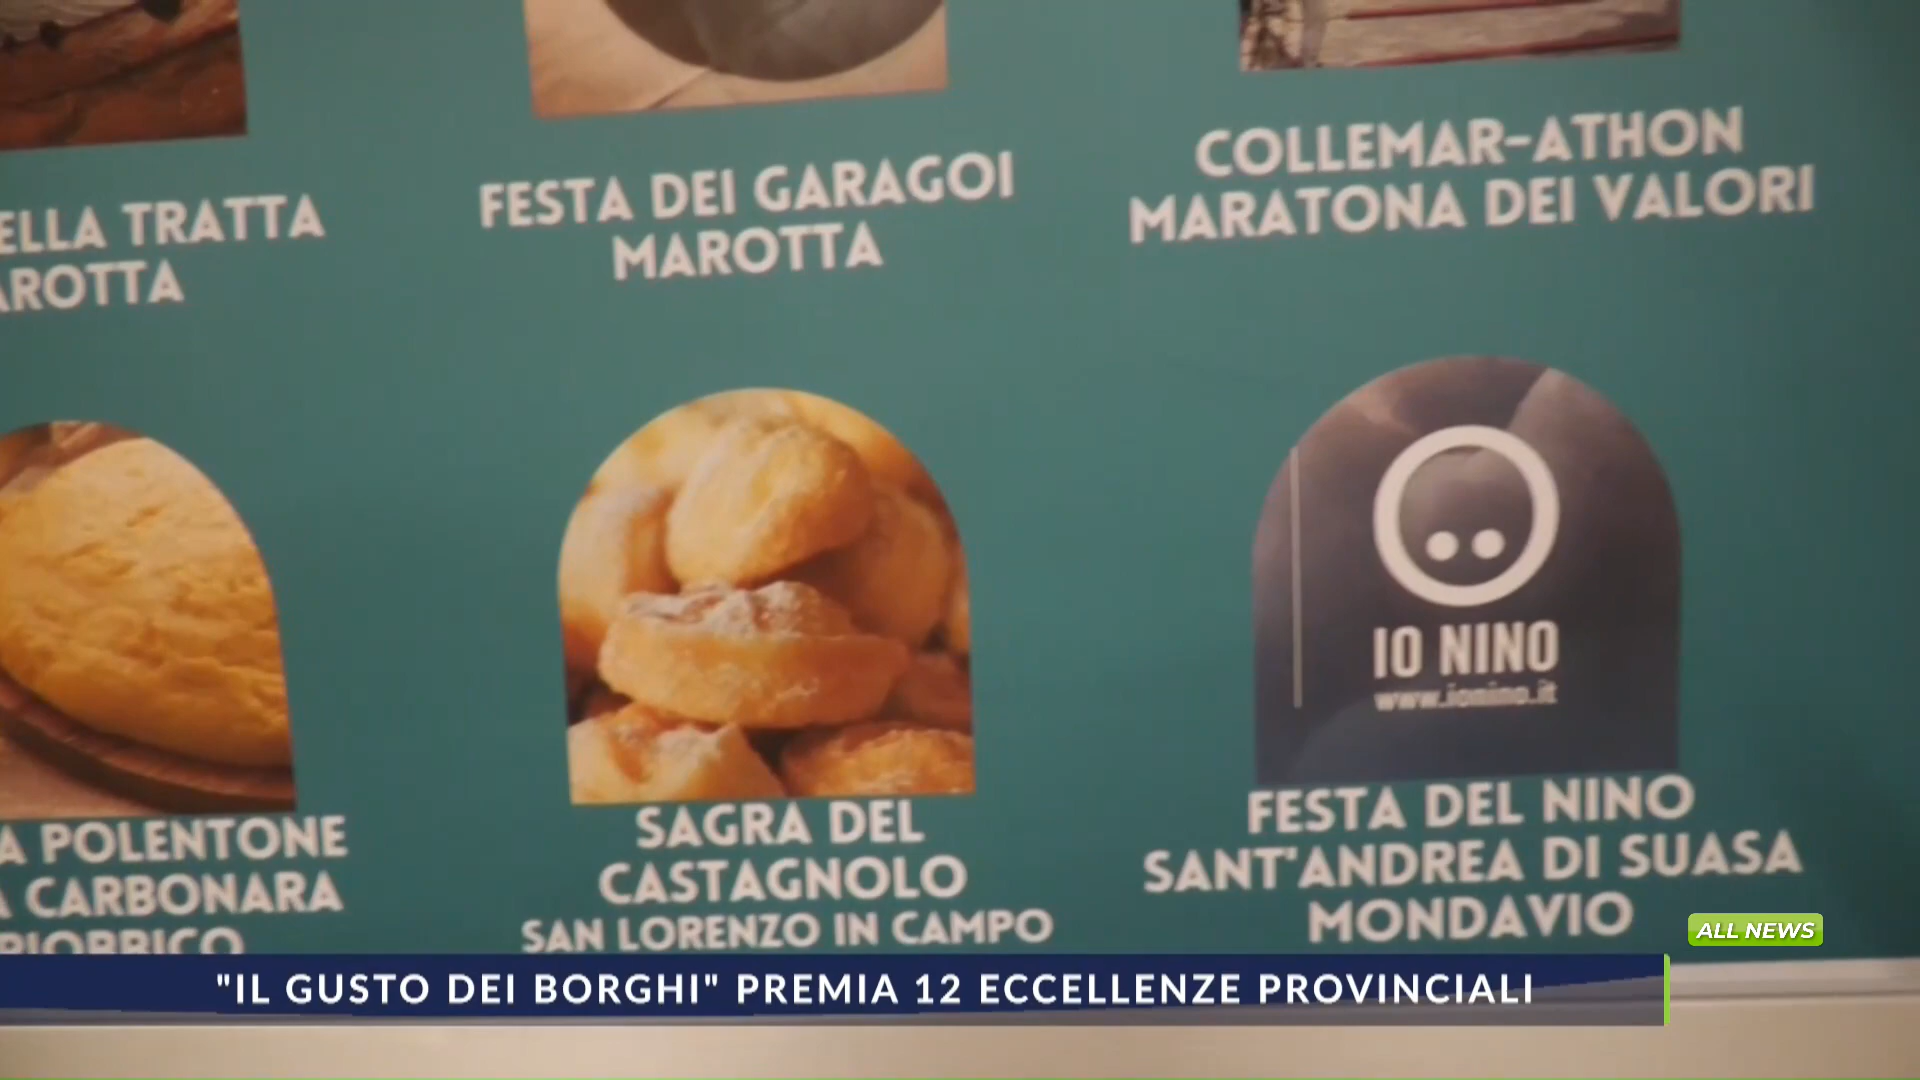 ELLA TRATTA
AROTTA
FESTA DEI GARAGOI
MAROTTA
COLLEMAR-ATHON
MARATONA DEI VALORI
IO NINO
www.ionino.it
A POLENTONE
A CARBONARA
PIOBBICO
SAGRA DEL
CASTAGNOLO
SAN LORENZO IN CAMPO
FESTA DEL NINO
SANT'ANDREA DI SUASA
MONDAVIO
ALL NEWS
"IL GUSTO DEI BORGHI" PREMIA 12 ECCELLENZE PROVINCIALI